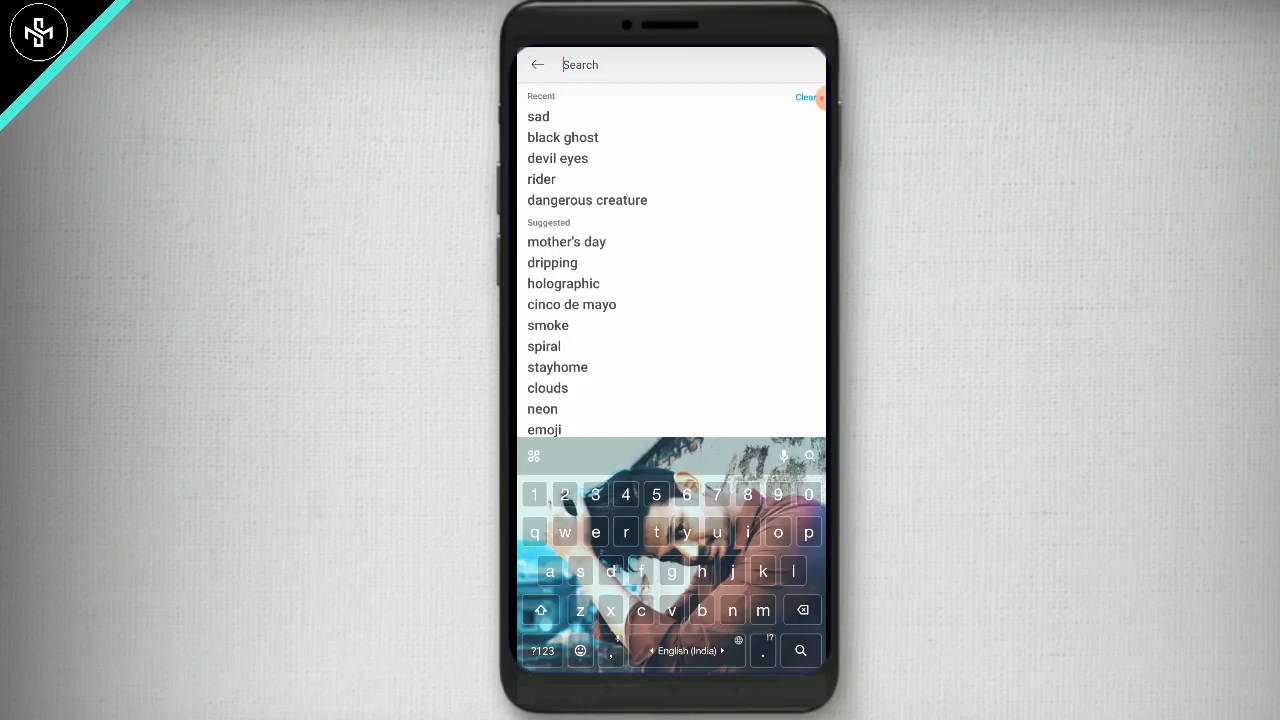 Search
Recent Clear
sad
black ghost
devil eyes
rider
dangerous creature
Suggested
mother's day
dripping
holographic
cinco de mayo
smoke
spiral
stayhome
clouds
neon
emoji
1 2 3 4 5 6 7 8 9 0
q w e r t y u i o p
a s d f g h j k l
z x c v b n m
?123 , English (India) . !?